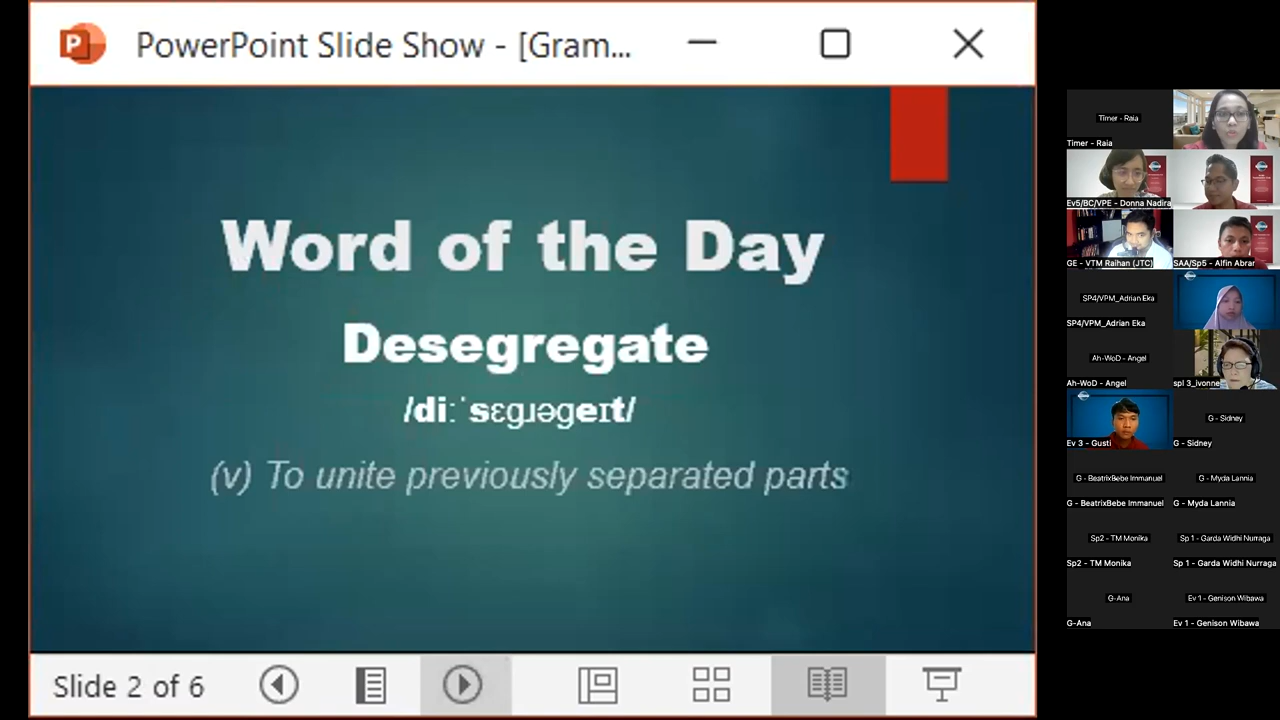 PowerPoint Slide Show - [Gram...
Word of the Day
Desegregate
/diːˈsɛgɹəgeɪt/
(v) To unite previously separated parts
Slide 2 of 6
Timer - Raia
Timer - Raia
Ev5/BC/VPE - Donna Nadira
GE - VTM Raihan (JTC)
SAA/Sp5 - Alfin Abrar
SP4/VPM_Adrian Eka
SP4/VPM_Adrian Eka
Ah-WoD - Angel
Ah-WoD - Angel
spl 3_ivonne
Ev 3 - Gusti
G - Sidney
G - Sidney
G - BeatrixBebe Immanuel
G - Myda Lannia
G - BeatrixBebe Immanuel
G - Myda Lannia
Sp2 - TM Monika
Sp 1 - Garda Widhi Nurraga
Sp2 - TM Monika
Sp 1 - Garda Widhi Nurraga
G-Ana
Ev 1 - Genison Wibawa
G-Ana
Ev 1 - Genison Wibawa